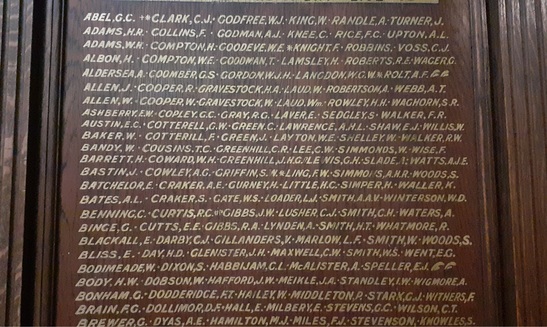 ABEL,G.C. · +*CLARK,C.J. · GODFREE,W.J. · KING,W. · RANDLE,A. · TURNER,J.
ADAMS,H.R. · COLLINS,F. · GODMAN,A.J. · KNEE,C. · RICE,F.C. · UPTON,A.L.
ADAMS,W.H. · COMPTON,H. · GOODEVE,W.E. · *KNIGHT,F. · ROBBINS. · VOSS,C.J.
ALBON,H. · COMPTON,W.E. · GOODMAN,T. · LAMSLEY,H. · ROBERTS,R.E. · WAGER,G.
ALDERSEA,A. · COOMBER,G.S. · GORDON,W.J.H. · LANGDON,W.G.W. * ROLT,A.F.
ALLEN,J. · COOPER,R. · GRAVESTOCK,H.A. · LAUD,W. · ROBERTSON,A. · WEBB,A.T.
ALLEN,W. · COOPER,W. · GRAVESTOCK,W. · LAUD,Wm. · ROWLEY,H.H. · WAGHORN,S.R.
ASHBERRY,E.W. · COPLEY,G.C. · GRAY,R.G. · LAVER,E. · SEDGLEY,S. · WALKER,F.R.
AUSTIN,E.C. · COTTERELL,G.W. · GREEN,C. · LAWRENCE,A.H.L. · SHAW,E.J. · WILLIS,W.
BAKER,W. · COTTERILL,F. · GREEN,J. · LAYTON,W.E. · SHELLEY,W. · WALKER,P.W.
BANDY,W. · COUSINS,T.C. · GREENHILL,C.R. · LEE,C.W. · SIMMONDS,W. · WISE,F.
BARRETT,H. · COWARD,W.H. · GREENHILL,J.H.G. · LEWIS,G.H. · SLADE,A. · WATTS,A.J.E.
BASTIN,J. · COWLEY,A.G. · GRIFFIN,S. · *LING,F.W. · SIMMONS,A.H.R. · WOODS,S.
BATCHELOR,E. · CRAKER,A.E. · GURNEY,H. · LITTLE,H.C. · SIMPER,H. · WALLER,K.
BATES,A.L. · CRAKER,S. · GATE,W.S. · LOADER,L.J. · SMITH,A.A.V. · WINTERSON,W.D.
BENNING,C. · CURTIS,P.C. · GIBBS,J.W. · LUSHER,C.J. · SMITH,C.H. · WATERS,A.
BINCE,G. · CUTTS,E.E. · GIBBS,R.A. · LYNDEN,A. · SMITH,H.T. · WHATMORE,R.
BLACKALL,E. · DARBY,C.J. · GILLANDERS,V. · MARLOW,L.F. · SMITH,W. · WOODS,S.
BLISS,E. · DAY,H.D. · GLENISTER,J.H. · MAXWELL,C.W. · SMITH,W.S. · WENT,E.G.
BODIMEADE,W. · DIXON,S. · HABBIJAM,C.L. · McALISTER,A. · SPELLER,E.J.
BODY,H.W. · DOBSON,W. · HAFFORD,J.W. · MEIKLE,J.A. · STANDLEY,I.W. · WIGMORE,A.
BONHAM,G. · DODDERIDGE,F.T. · HAILEY,W. · MIDDLETON,P. · STARK,G.J. · WITHERS,F.
BRAIN,F.G. · DOLLIMOR,D.F. · HALL,E. · MILBERY,E. · STEVENS,G.C. · WILSON,C.T.
BREWER,G. · DYAS,A.E. · HAMILTON,M.J. · MILES,F.J. · STEVENSON, · KNOWLES,S.